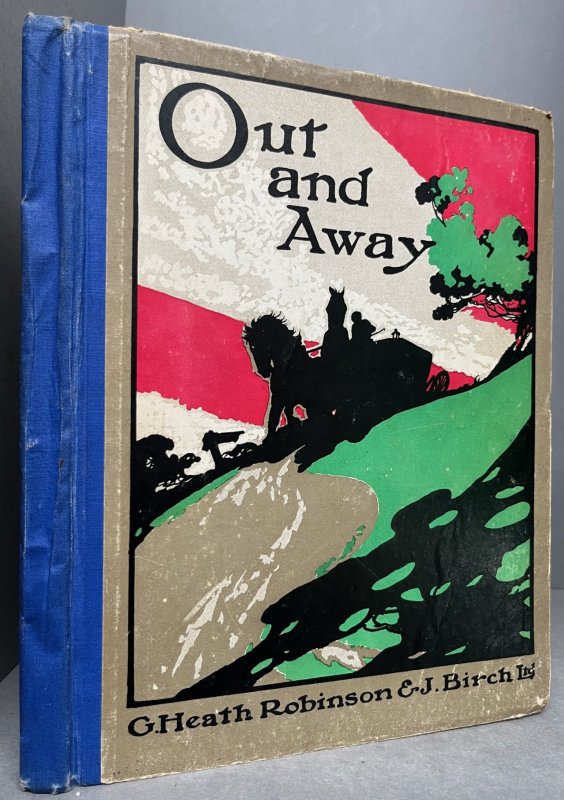 Out
and
Away
G. Heath Robinson & J. Birch Ltd